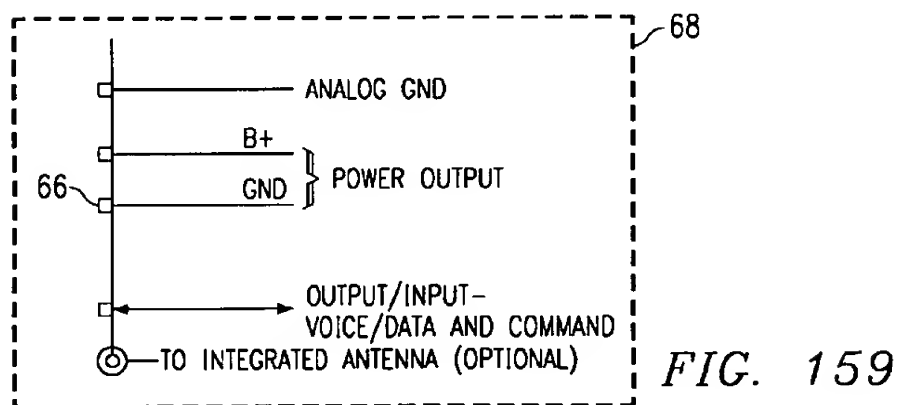 68
ANALOG GND
B+
POWER OUTPUT
66
GND
OUTPUT/INPUT-
VOICE/DATA AND COMMAND
TO INTEGRATED ANTENNA (OPTIONAL)
FIG. 159